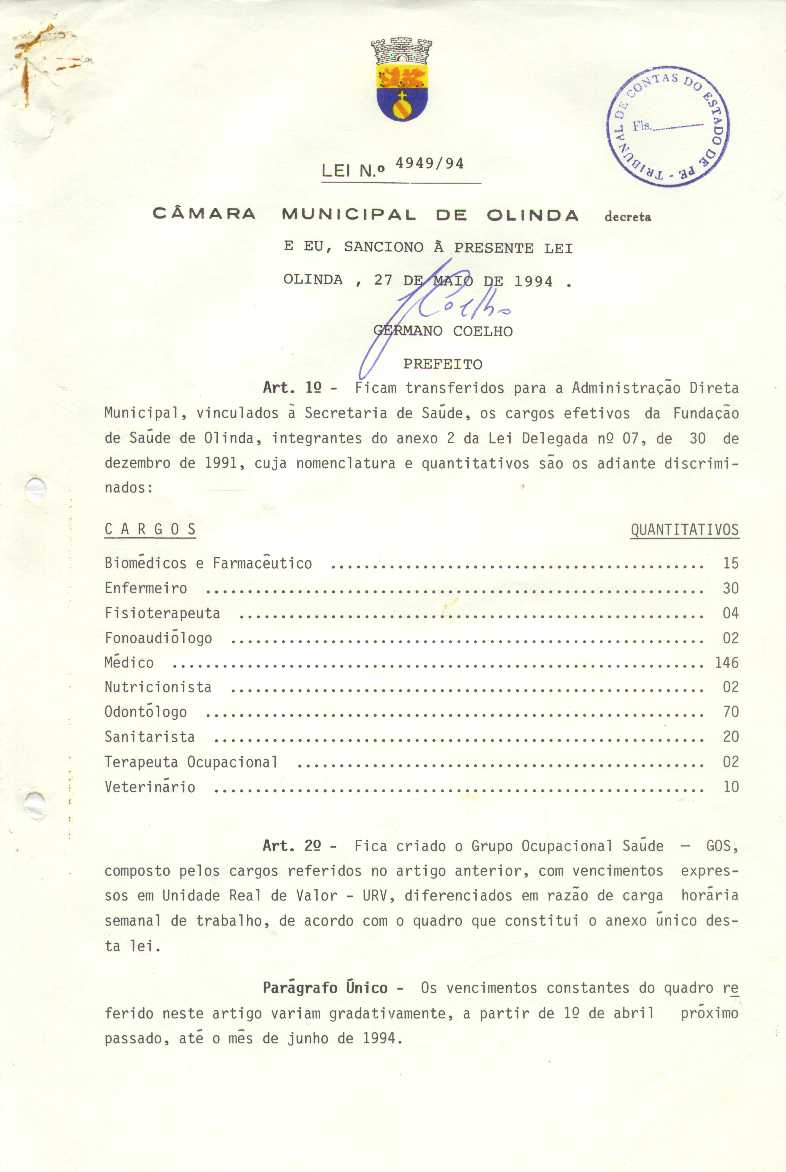 TRIBUNAL DE CONTAS DO ESTADO DE PE -
Fls.
LEI N.º 4949/94
CÂMARA MUNICIPAL DE OLINDA decreta
E EU, SANCIONO Ã PRESENTE LEI
OLINDA , 27 DE MAIO DE 1994 .
Coelho
GERMANO COELHO
PREFEITO
Art. 1º - Ficam transferidos para a Administração Direta
Municipal, vinculados à Secretaria de Saúde, os cargos efetivos da Fundação
de Saúde de Olinda, integrantes do anexo 2 da Lei Delegada nº 07, de 30 de
dezembro de 1991, cuja nomenclatura e quantitativos são os adiante discrimi-
nados:
C A R G O S QUANTITATIVOS
Biomédicos e Farmacêutico ............................................. 15
Enfermeiro ............................................................ 30
Fisioterapeuta ........................................................ 04
Fonoaudiólogo ......................................................... 02
Médico ................................................................ 146
Nutricionista ......................................................... 02
Odontólogo ............................................................ 70
Sanitarista ........................................................... 20
Terapeuta Ocupacional ................................................. 02
Veterinário ........................................................... 10
Art. 2º - Fica criado o Grupo Ocupacional Saúde — GOS,
composto pelos cargos referidos no artigo anterior, com vencimentos expres-
sos em Unidade Real de Valor - URV, diferenciados em razão de carga horária
semanal de trabalho, de acordo com o quadro que constitui o anexo único des-
ta lei.
Parágrafo Único - Os vencimentos constantes do quadro re
ferido neste artigo variam gradativamente, a partir de 1º de abril próximo
passado, até o mês de junho de 1994.